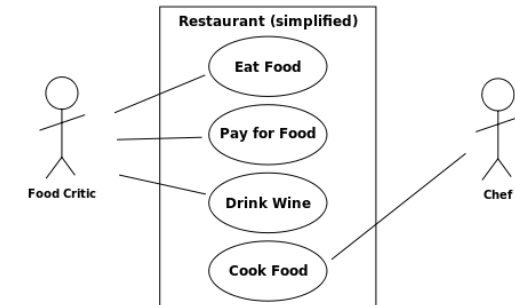 Restaurant (simplified)
Eat Food
Pay for Food
Drink Wine
Cook Food
Food Critic
Chef